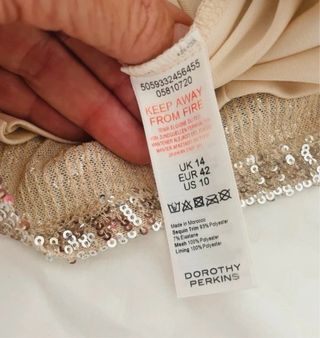 5059332456455
05810720
KEEP AWAY
FROM FIRE
UK 14
EUR 42
US 10
Made in Morocco
Sequin Trim 93% Polyester
7% Elastane
Mesh 100% Polyester
Lining 100% Polyester
DOROTHY
PERKINS